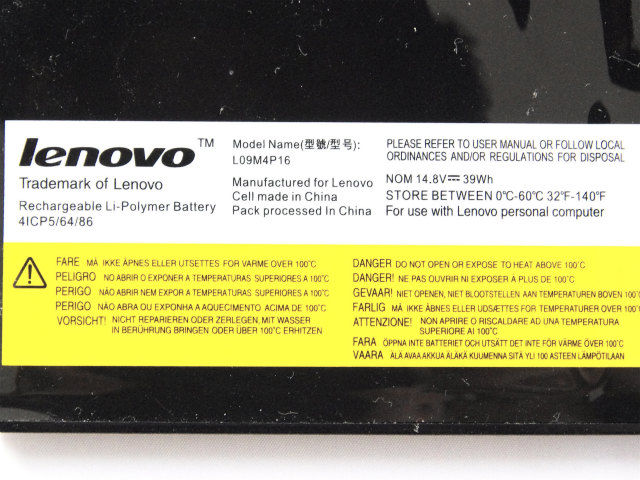 lenovo™
Trademark of Lenovo
Rechargeable Li-Polymer Battery
4ICP5/64/86
Model Name(型號/型号):
L09M4P16
Manufactured for Lenovo
Cell made in China
Pack processed In China
PLEASE REFER TO USER MANUAL OR FOLLOW LOCAL
ORDINANCES AND/OR REGULATIONS FOR DISPOSAL
NOM 14.8V⎓ 39Wh
STORE BETWEEN 0°C-60°C 32°F-140°F
For use with Lenovo personal computer
FARE MÅ IKKE ÅPNES ELLER UTSETTES FOR VARME OVER 100°C
PELIGRO NO ABRIR O EXPONER A TEMPERATURAS SUPERIORES A 100°C
PERIGO NÃO ABRIR NEM EXPOR A TEMPERATURAS SUPERIORES A 100°C
PERIGO NÃO ABRA OU EXPONHA A AQUECIMENTO ACIMA DE 100°C
VORSICHT! NICHT REPARIEREN ODER ZERLEGEN, MIT WASSER
IN BERÜHRUNG BRINGEN ODER ÜBER 100°C ERHITZEN
DANGER DO NOT OPEN OR EXPOSE TO HEAT ABOVE 100°C
DANGER! NE PAS OUVRIR NI EXPOSER A PLUS DE 100°C
GEVAAR! NIET OPENEN, NIET BLOOTSTELLEN AAN TEMPERATUREN BOVEN 100°C
FARLIG MÅ IKKE ÅBNES ELLER UDSÆTTES FOR TEMPERATURER OVER 100°C
ATTENZIONE! NON APRIRE O RISCALDARE AD UNA TEMPERATURA
SUPERIORE AI 100°C
FARA ÖPPNA INTE BATTERIET OCH UTSÄTT DET INTE FÖR VÄRME ÖVER 100°C
VAARA ÄLÄ AVAA AKKUA ÄLÄKÄ KUUMENNA SITÄ YLI 100 ASTEEN LÄMPÖTILAAN